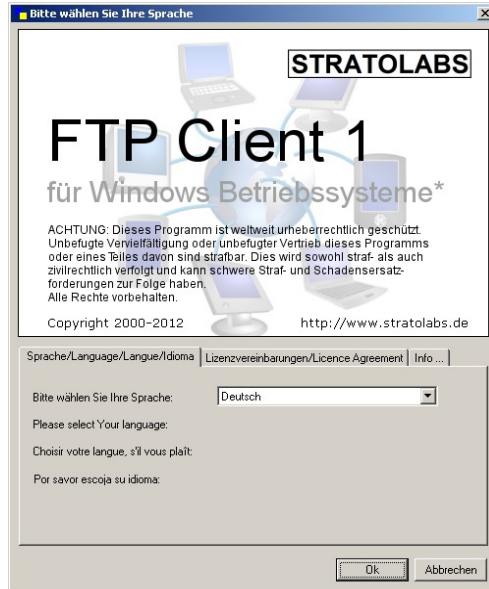 Bitte wählen Sie Ihre Sprache
STRATOLABS
FTP Client 1
für Windows Betriebssysteme*
ACHTUNG: Dieses Programm ist weltweit urheberrechtlich geschützt.
Unbefugte Vervielfältigung oder unbefugter Vertrieb dieses Programms
oder eines Teiles davon sind strafbar. Dies wird sowohl straf- als auch
zivilrechtlich verfolgt und kann schwere Straf- und Schadensersatz-
forderungen zur Folge haben.
Alle Rechte vorbehalten.
Copyright 2000-2012 http://www.stratolabs.de
Sprache/Language/Langue/Idioma Lizenzvereinbarungen/Licence Agreement Info ...
Bitte wählen Sie Ihre Sprache: Deutsch
Please select Your language:
Choisir votre langue, s'il vous plaît:
Por savor escoja su idioma:
Ok Abbrechen